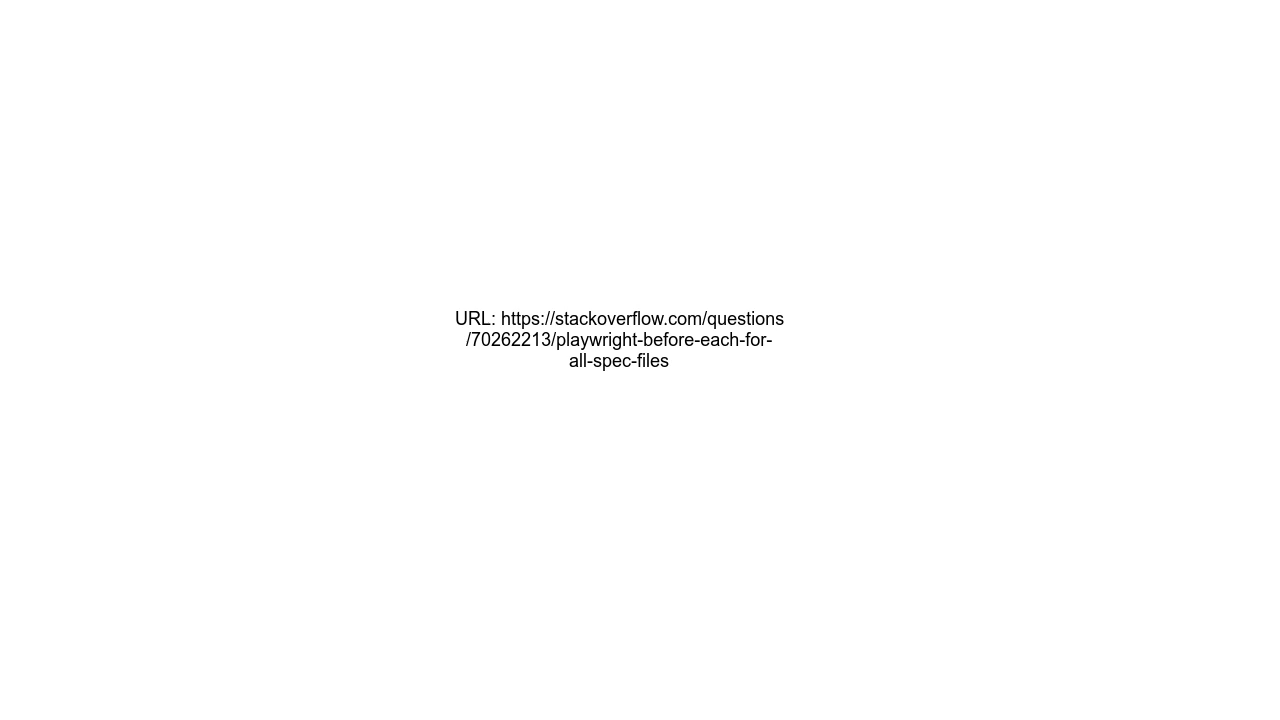 URL: https://stackoverflow.com/questions
/70262213/playwright-before-each-for-
all-spec-files